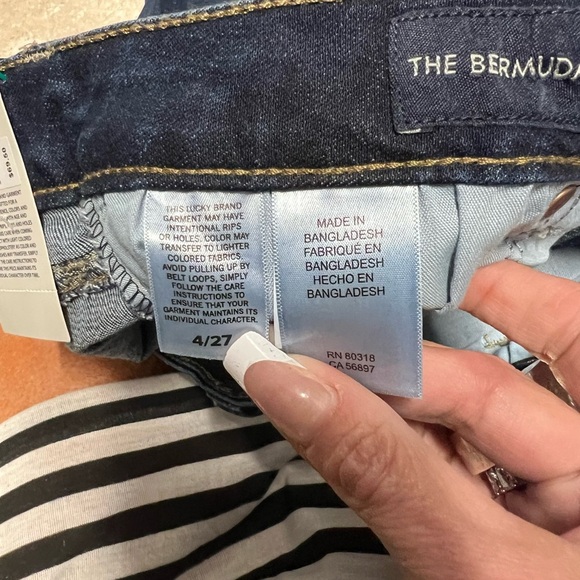 THE BERMUDA
$69.50
THIS LUCKY BRAND
GARMENT MAY HAVE
INTENTIONAL RIPS
OR HOLES. COLOR MAY
TRANSFER TO LIGHTER
COLORED FABRICS.
AVOID PULLING UP BY
BELT LOOPS, SIMPLY
FOLLOW THE CARE
INSTRUCTIONS TO
ENSURE THAT YOUR
GARMENT MAINTAINS ITS
INDIVIDUAL CHARACTER.
4/27
MADE IN
BANGLADESH
FABRIQUÉ EN
BANGLADESH
HECHO EN
BANGLADESH
RN 80318
CA 56897